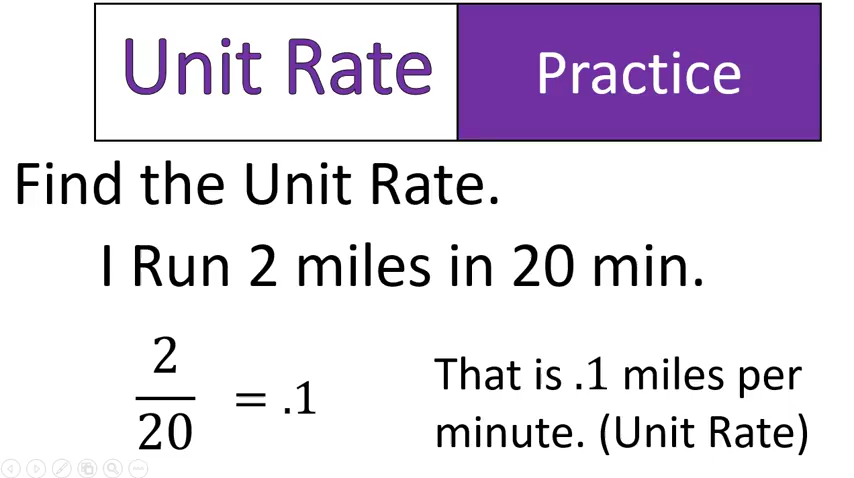 Unit Rate Practice
Find the Unit Rate.
I Run 2 miles in 20 min.
2
20
= .1
That is .1 miles per
minute. (Unit Rate)